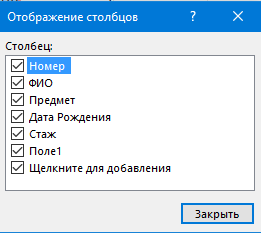 Отображение столбцов ?
Столбец:
Номер
ФИО
Предмет
Дата Рождения
Стаж
Поле1
Щелкните для добавления
Закрыть